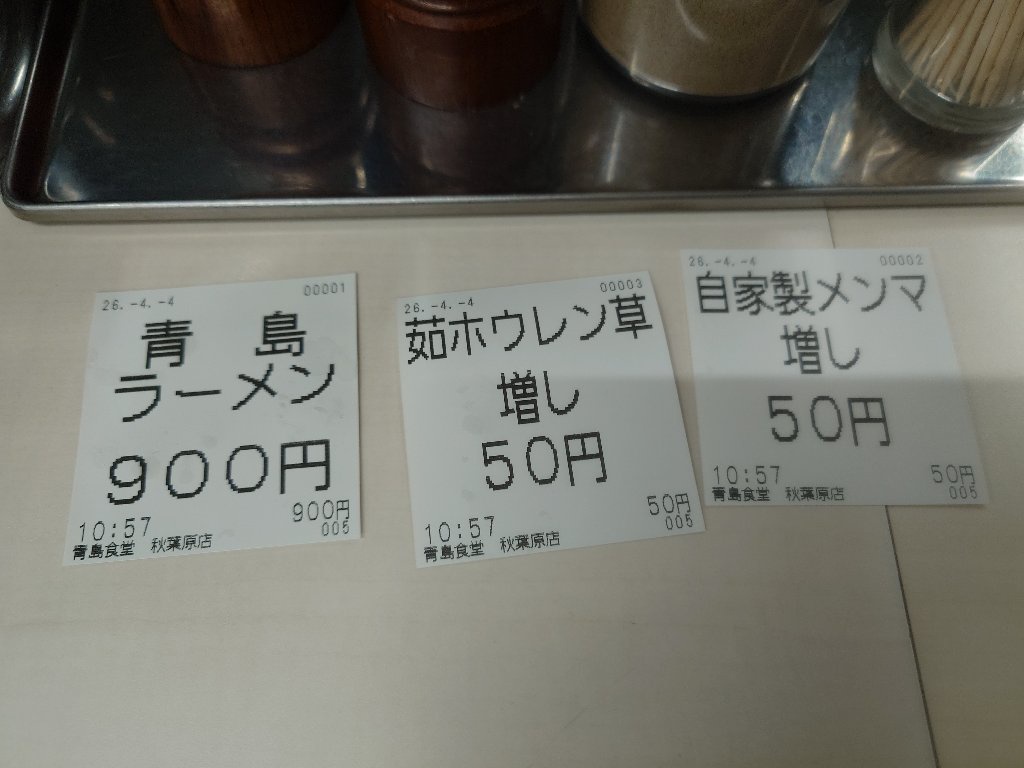 26.-4.-4 00001
青 島
ラーメン
900円
900円
10:57 005
青島食堂 秋葉原店
26.-4.-4 00003
茹ホウレン草
増し
50円
50円
10:57 005
青島食堂 秋葉原店
26.-4.-4 00002
自家製メンマ
増し
50円
10:57 50円
青島食堂 秋葉原店 005